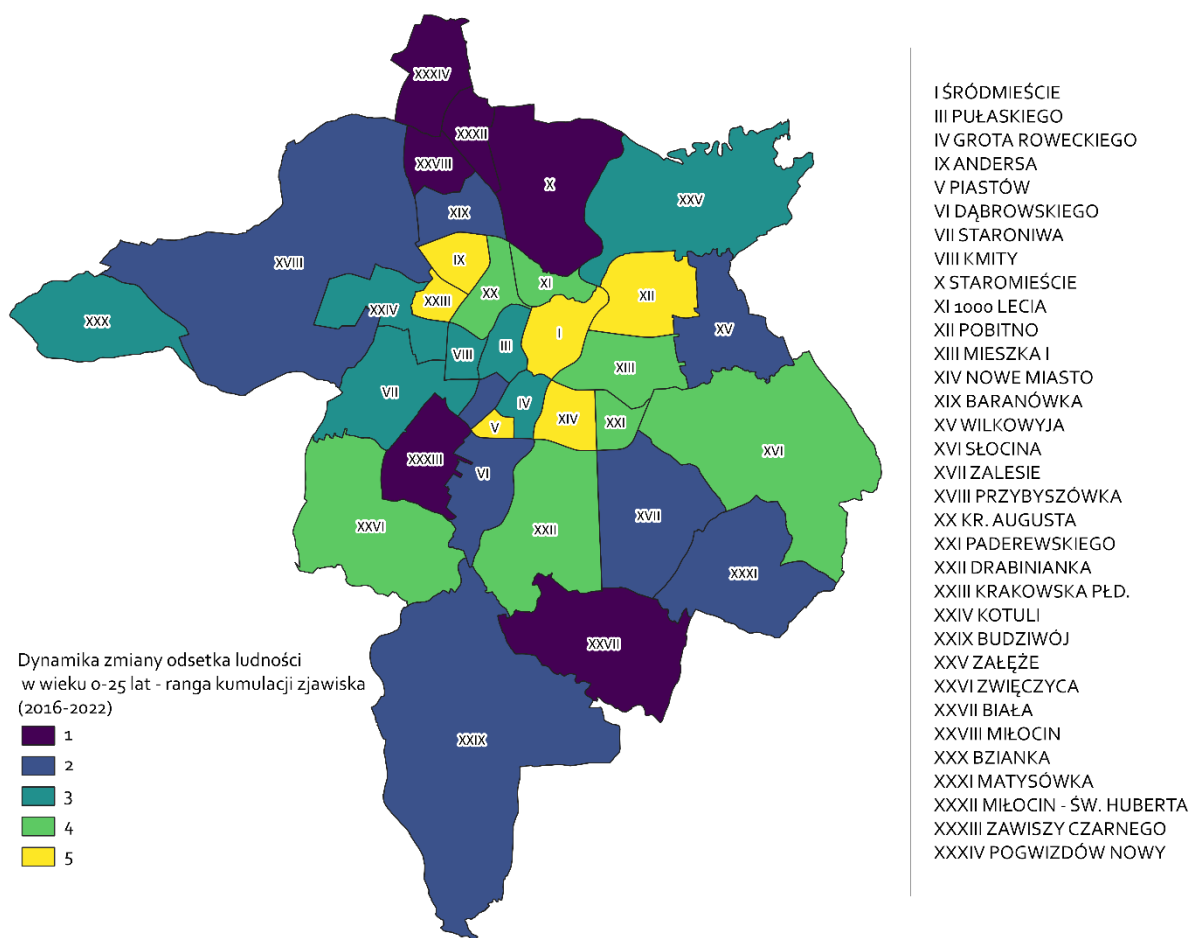 XXXIV
XXXII
XXVIII
X
XXV
XIX
XVIII
IX
XI
XX
XII
XXIII
XXIV
XXX
XV
I
III
VIII
XIII
VII
IV
XIV
XXI
V
XVI
XXXIII
VI
XVII
XXVI
XXII
XXXI
XXVII
XXIX
Dynamika zmiany odsetka ludności
w wieku 0-25 lat - ranga kumulacji zjawiska
(2016-2022)
1
2
3
4
5
I ŚRÓDMIEŚCIE
III PUŁASKIEGO
IV GROTA ROWECKIEGO
IX ANDERSA
V PIASTÓW
VI DĄBROWSKIEGO
VII STARONIWA
VIII KMITY
X STAROMIEŚCIE
XI 1000 LECIA
XII POBITNO
XIII MIESZKA I
XIV NOWE MIASTO
XIX BARANÓWKA
XV WILKOWYJA
XVI SŁOCINA
XVII ZALESIE
XVIII PRZYBYSZÓWKA
XX KR. AUGUSTA
XXI PADEREWSKIEGO
XXII DRABINIANKA
XXIII KRAKOWSKA PŁD.
XXIV KOTULI
XXIX BUDZIWÓJ
XXV ZAŁĘŻE
XXVI ZWIĘCZYCA
XXVII BIAŁA
XXVIII MIŁOCIN
XXX BZIANKA
XXXI MATYSÓWKA
XXXII MIŁOCIN - ŚW. HUBERTA
XXXIII ZAWISZY CZARNEGO
XXXIV POGWIZDÓW NOWY